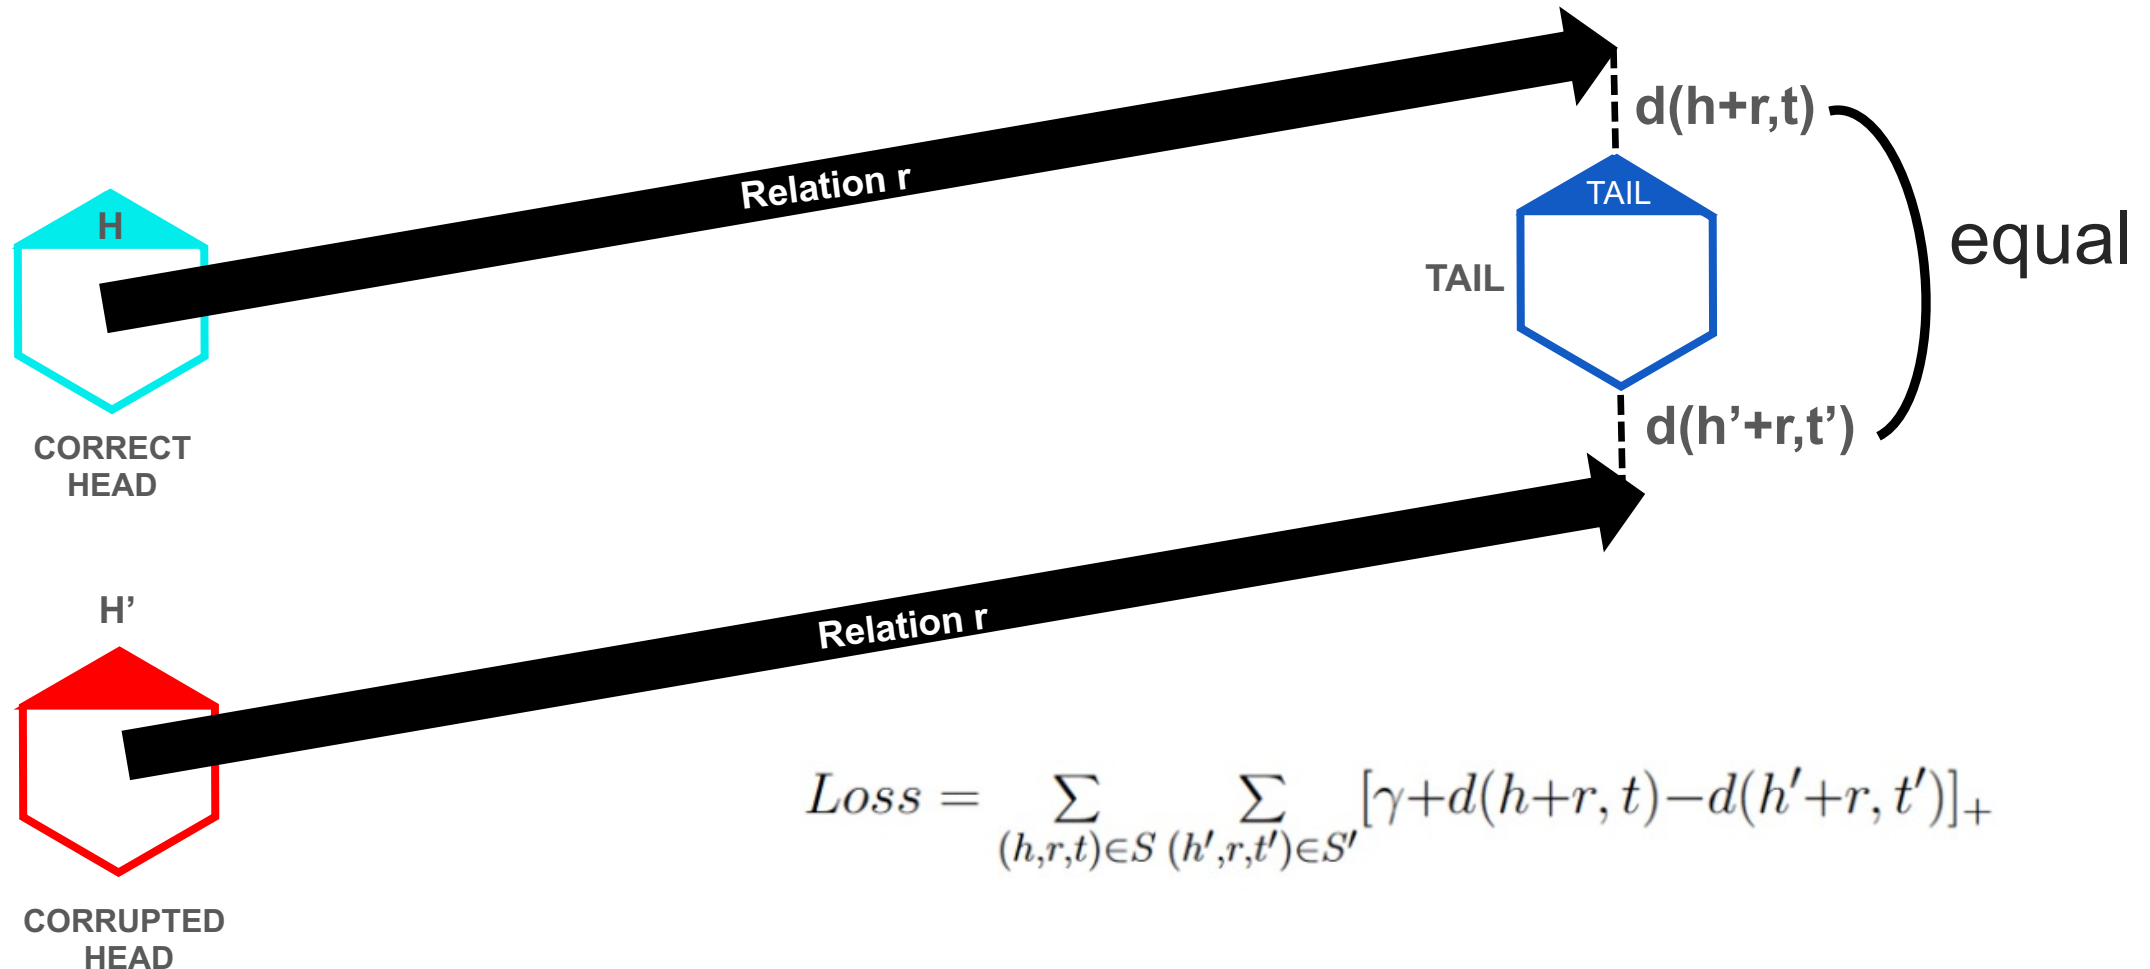 d(h+r,t)
Relation r
TAIL
H
equal
TAIL
CORRECT
HEAD
d(h’+r,t’)
H’
Relation r
Loss = ∑ ∑ [γ+d(h+r, t)−d(h′+r, t′)]₊
(h,r,t)∈S (h′,r,t′)∈S′
CORRUPTED
HEAD